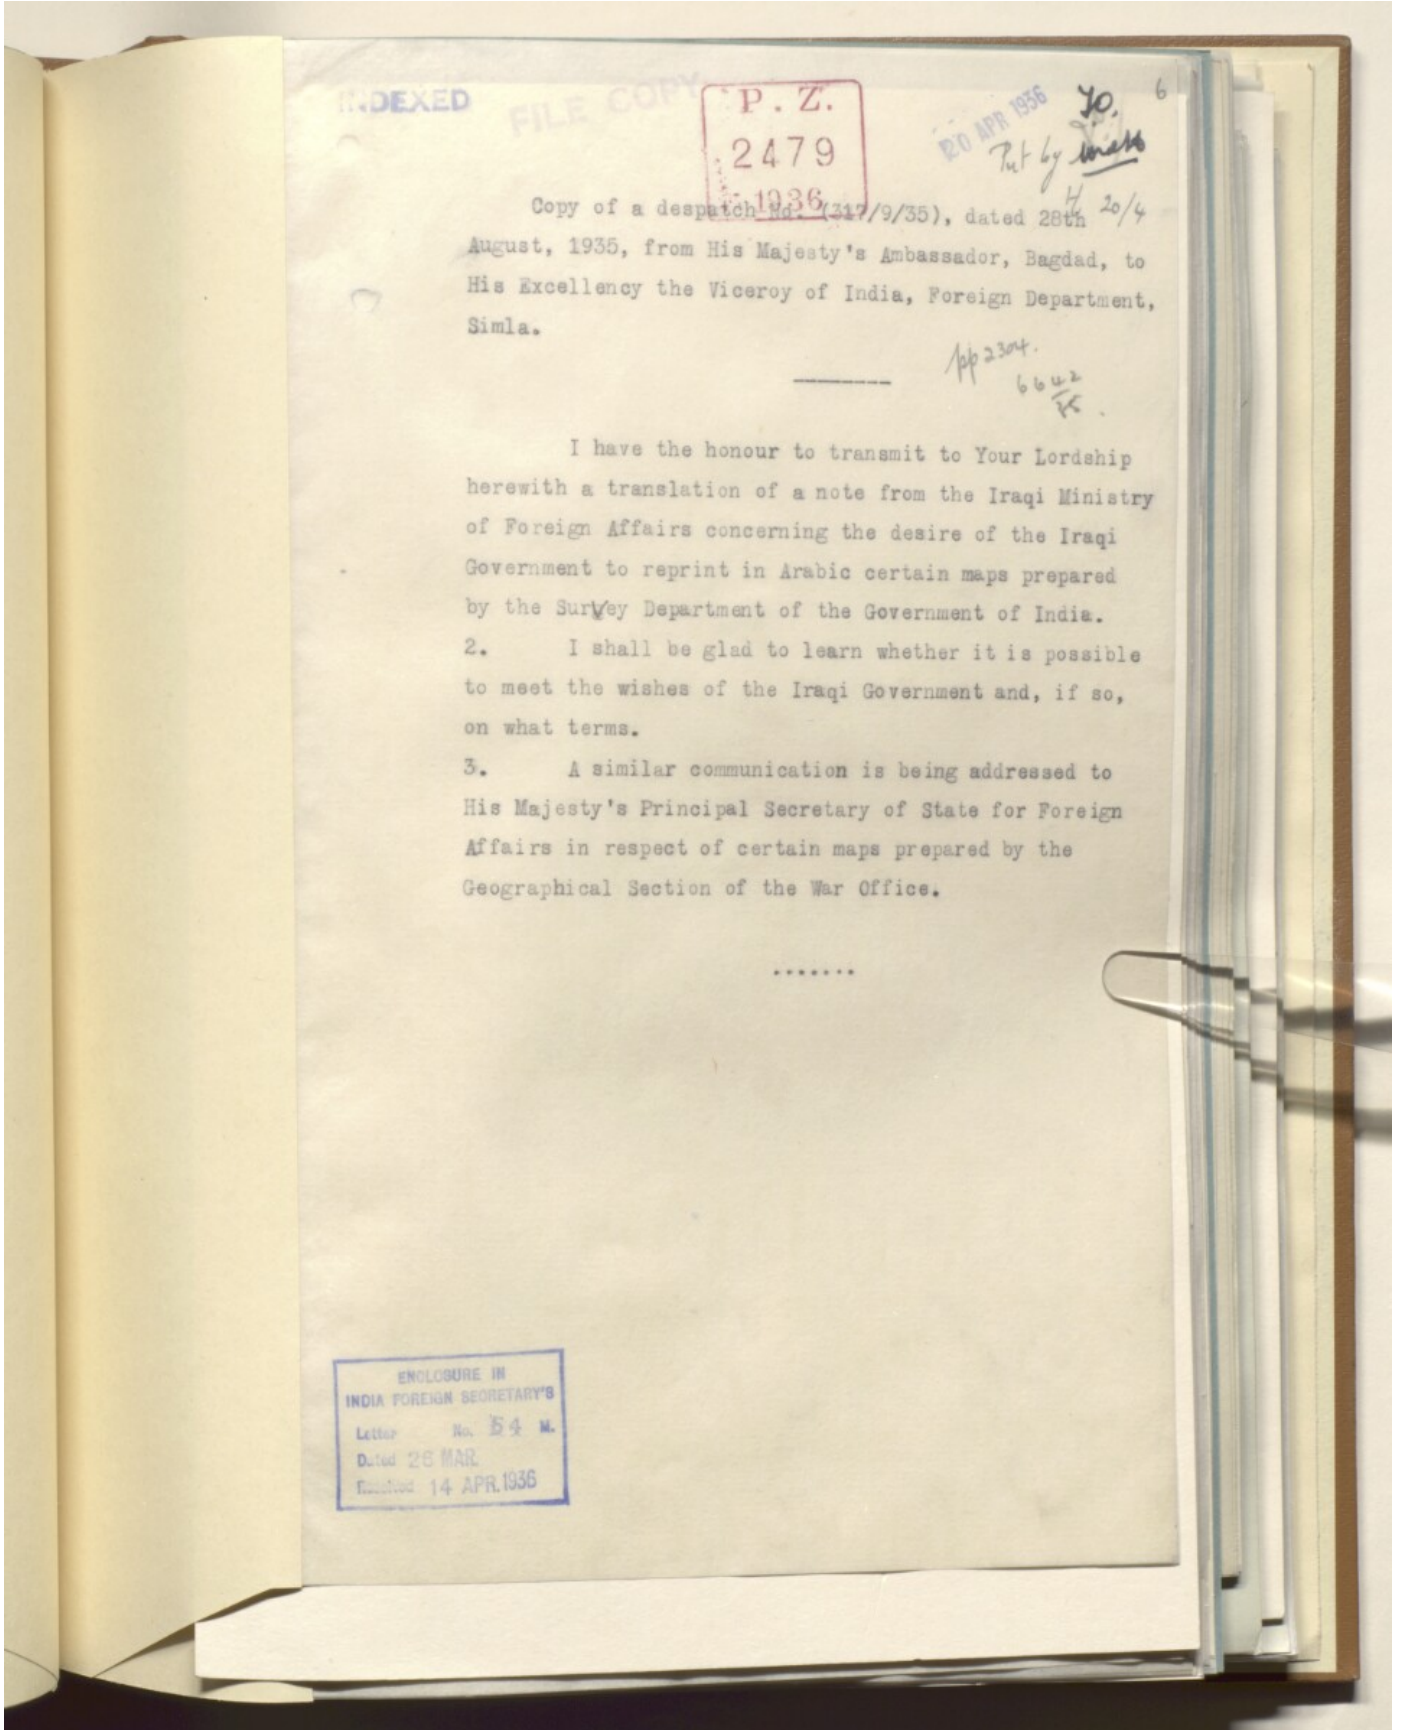 INDEXED
FILE COPY
P. Z.
2479
1936
20 APR 1936
6
Put by
20/4
Copy of a despatch No. (317/9/35), dated 28th
August, 1935, from His Majesty's Ambassador, Bagdad, to
His Excellency the Viceroy of India, Foreign Department,
Simla.
pp 2304.
6642
35
I have the honour to transmit to Your Lordship
herewith a translation of a note from the Iraqi Ministry
of Foreign Affairs concerning the desire of the Iraqi
Government to reprint in Arabic certain maps prepared
by the Survey Department of the Government of India.
2. I shall be glad to learn whether it is possible
to meet the wishes of the Iraqi Government and, if so,
on what terms.
3. A similar communication is being addressed to
His Majesty's Principal Secretary of State for Foreign
Affairs in respect of certain maps prepared by the
Geographical Section of the War Office.
.......
ENCLOSURE IN
INDIA FOREIGN SECRETARY'S
Letter No. 54 M.
Dated 26 MAR.
Received 14 APR. 1936